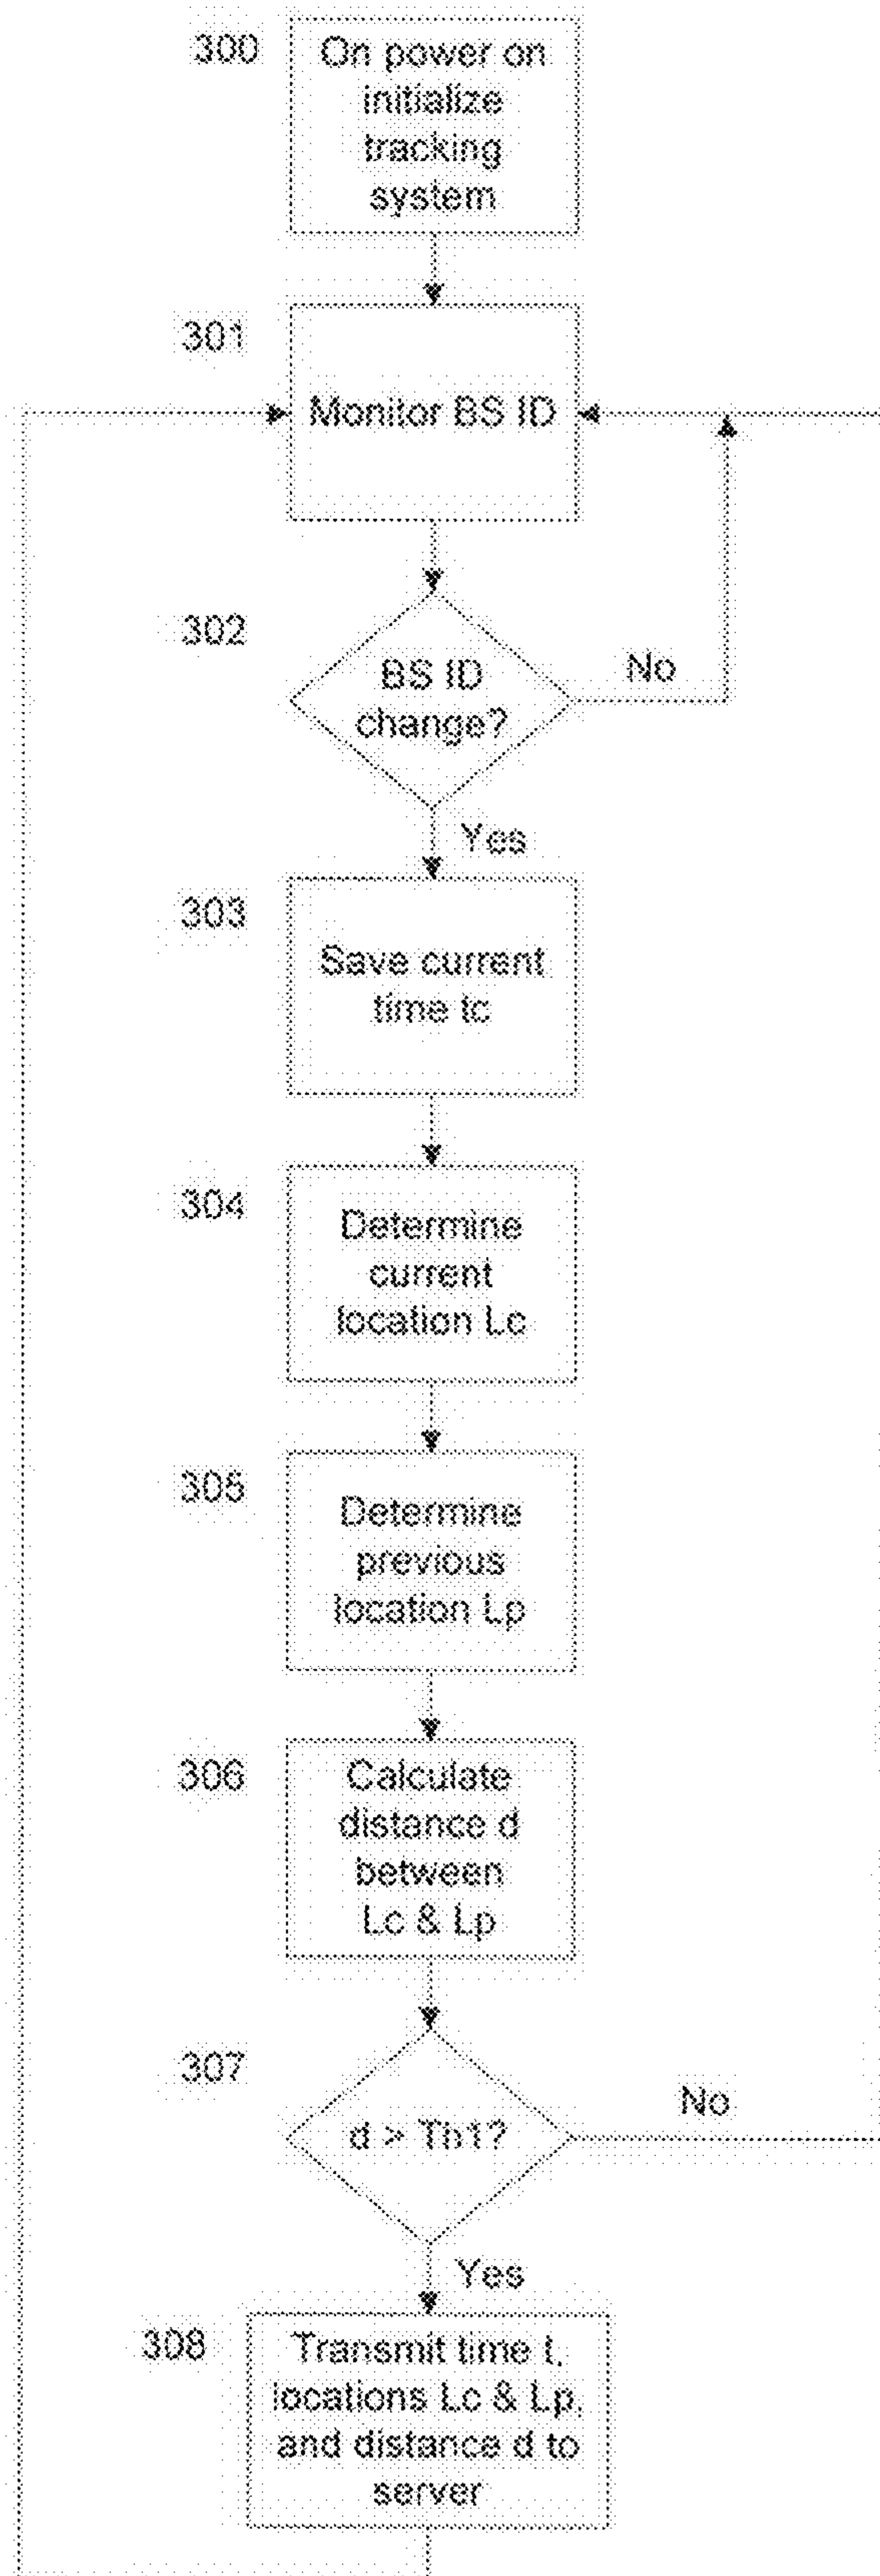 300
On power on
initialize
tracking
system
301
Monitor BS ID
302
BS ID
change?
No
Yes
303
Save current
time tc
304
Determine
current
location Lc
305
Determine
previous
location Lp
306
Calculate
distance d
between
Lc & Lp
307
d > Th1?
No
Yes
308
Transmit time t,
locations Lc & Lp,
and distance d to
server